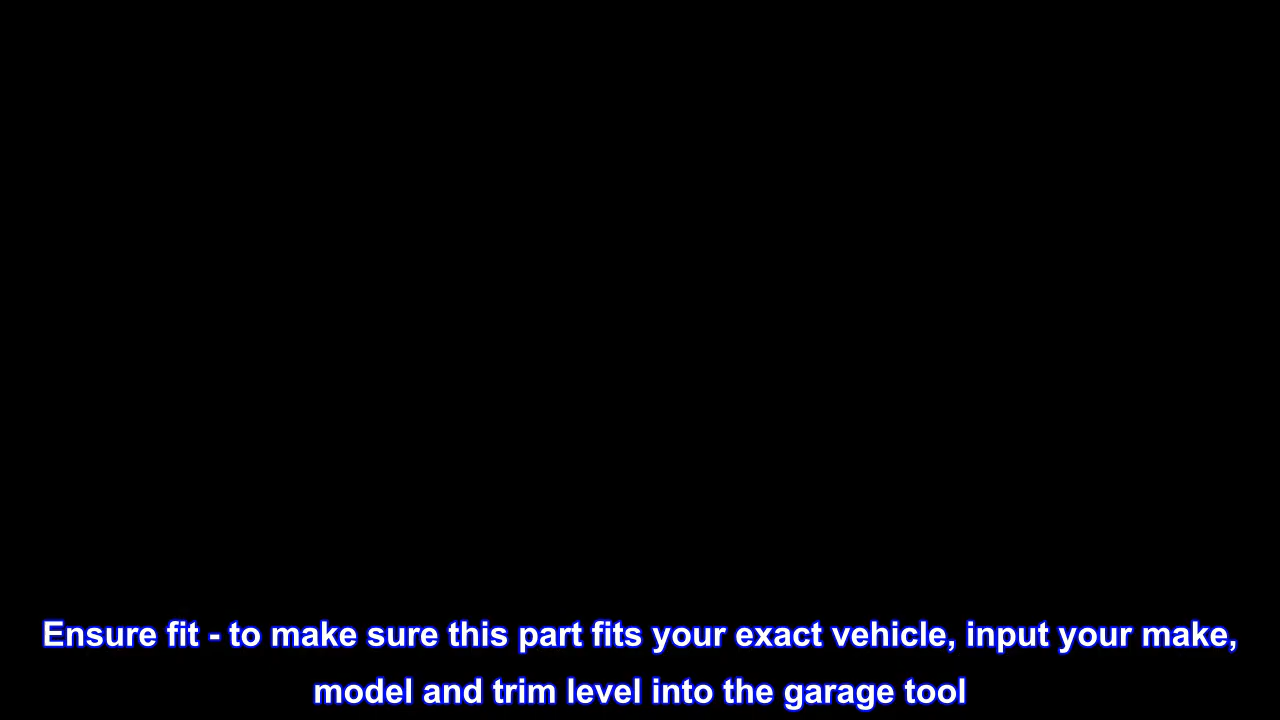 Ensure fit - to make sure this part fits your exact vehicle, input your make,
model and trim level into the garage tool